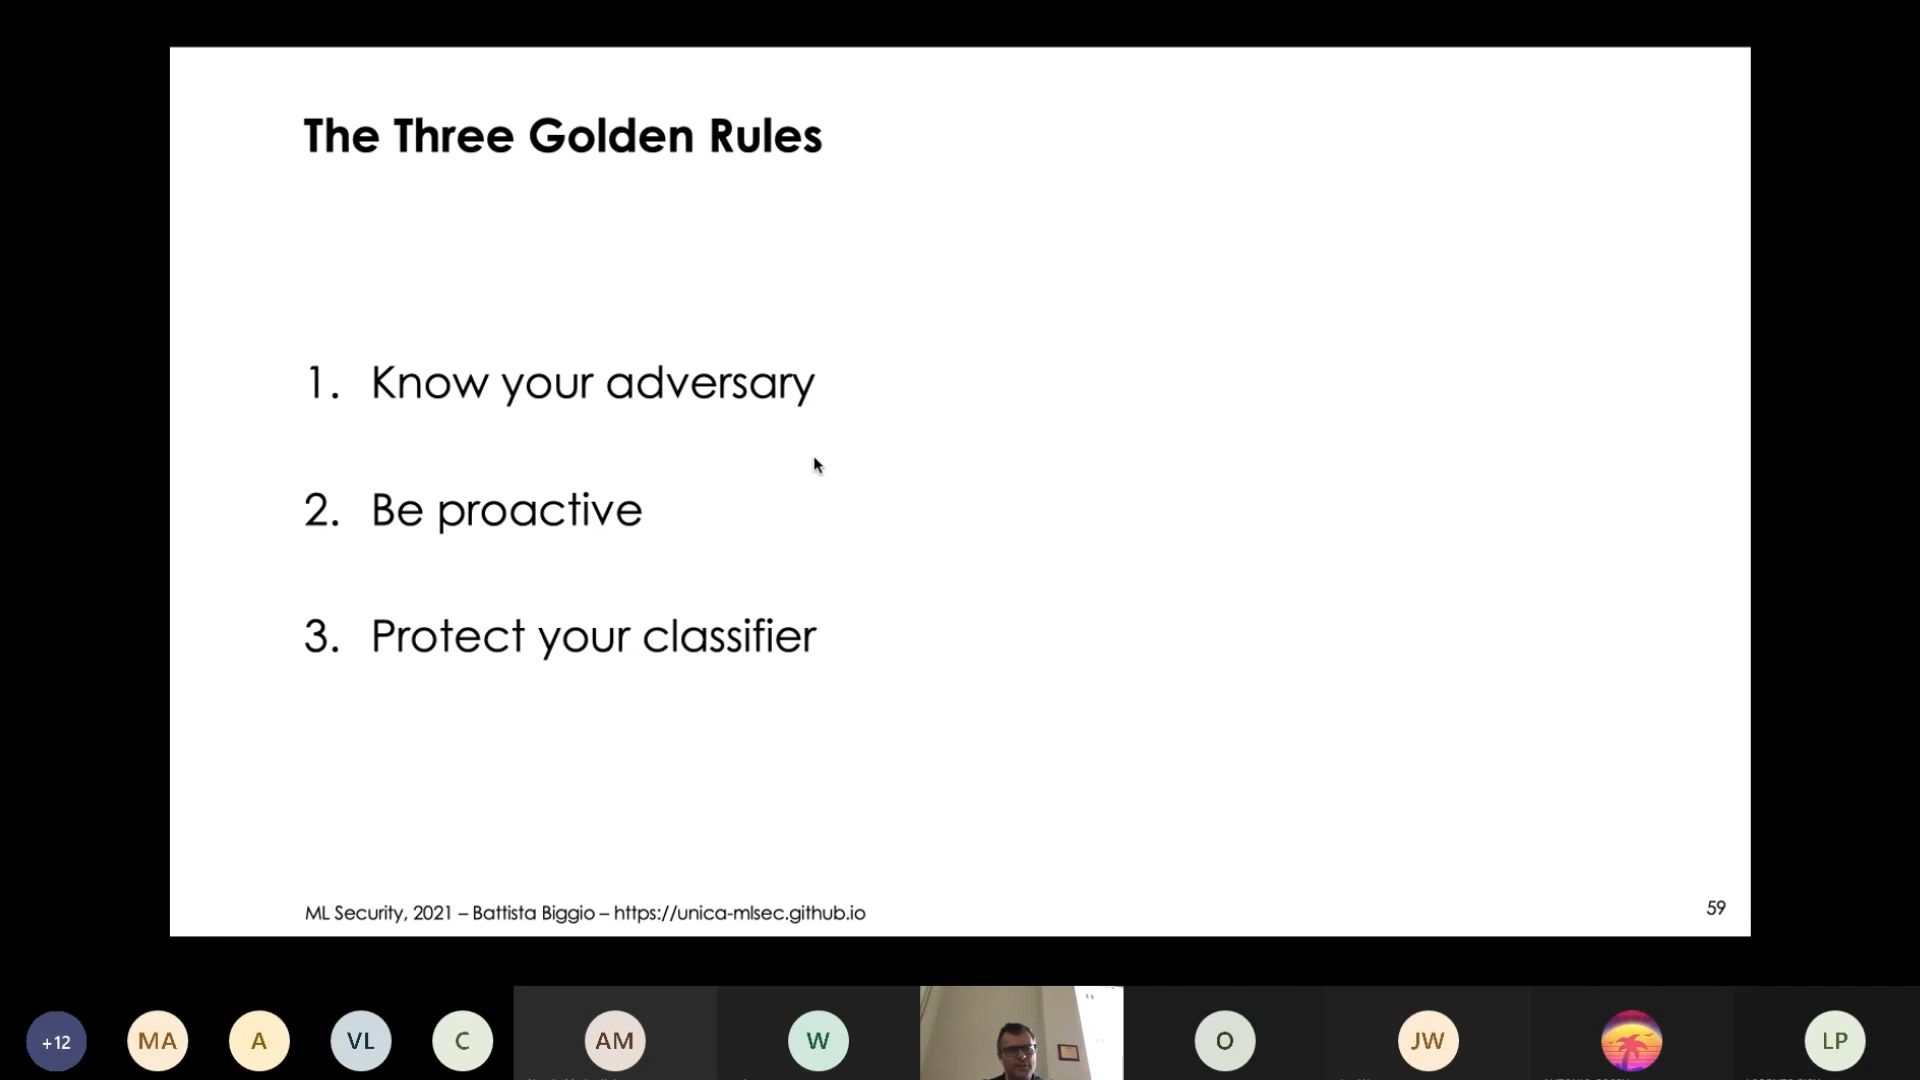 The Three Golden Rules
1. Know your adversary
2. Be proactive
3. Protect your classifier
ML Security, 2021 – Battista Biggio – https://unica-mlsec.github.io
59
+12
MA
A
VL
C
AM
W
O
JW
LP